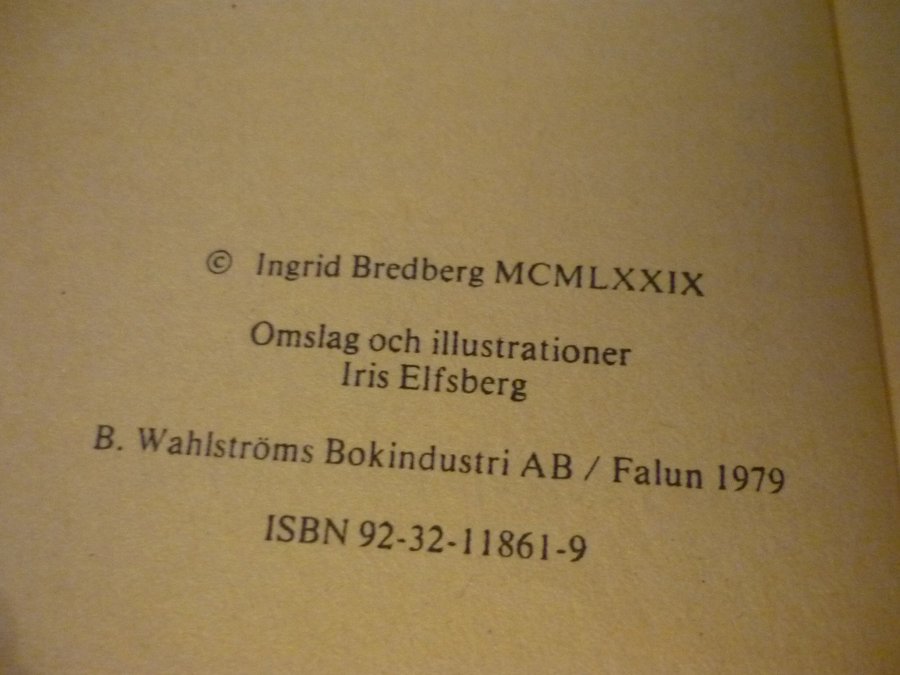 © Ingrid Bredberg MCMLXXIX
Omslag och illustrationer
Iris Elfsberg
B. Wahlströms Bokindustri AB / Falun 1979
ISBN 92-32-11861-9